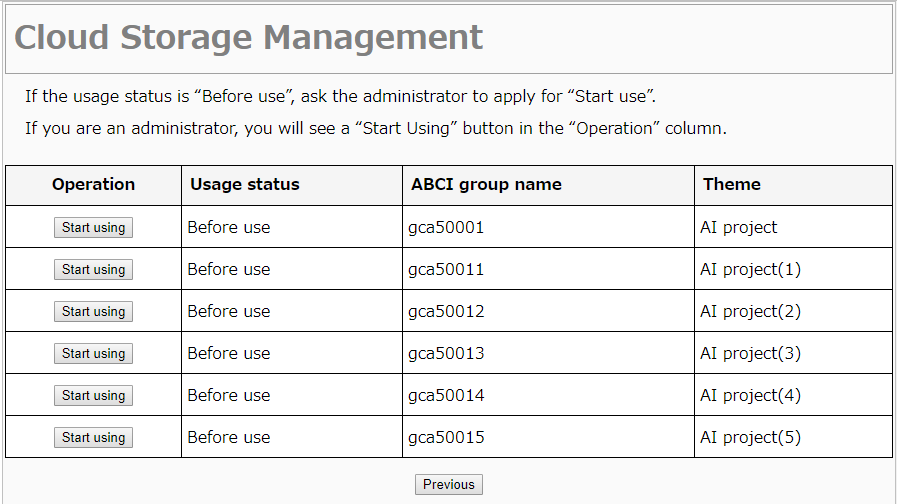 Cloud Storage Management
If the usage status is “Before use”, ask the administrator to apply for “Start use”.
If you are an administrator, you will see a “Start Using” button in the “Operation” column.
Operation Usage status ABCI group name Theme
Start using Before use gca50001 AI project
Start using Before use gca50011 AI project(1)
Start using Before use gca50012 AI project(2)
Start using Before use gca50013 AI project(3)
Start using Before use gca50014 AI project(4)
Start using Before use gca50015 AI project(5)
Previous